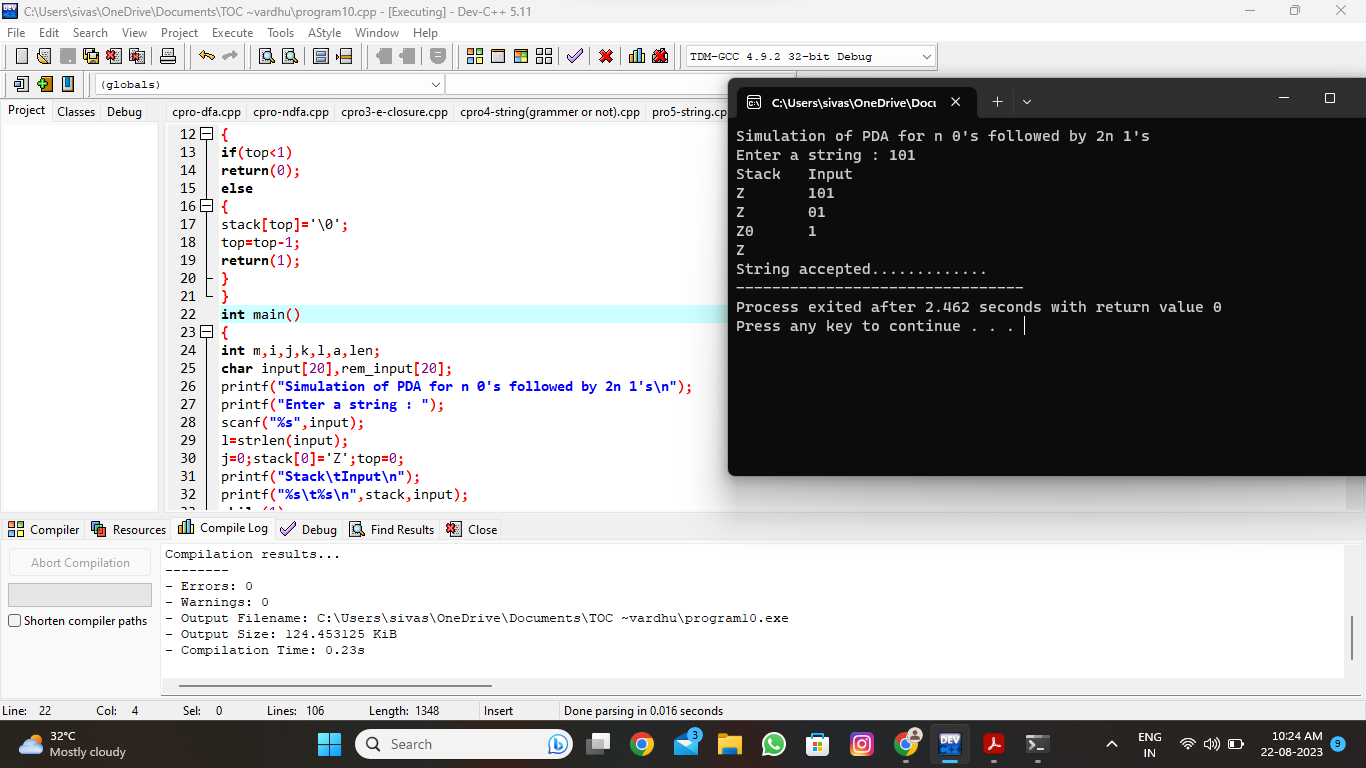 C:\Users\sivas\OneDrive\Documents\TOC ~vardhu\program10.cpp - [Executing] - Dev-C++ 5.11
File Edit Search View Project Execute Tools AStyle Window Help
TDM-GCC 4.9.2 32-bit Debug
(globals)
Project Classes Debug
cpro-dfa.cpp cpro-ndfa.cpp cpro3-e-closure.cpp cpro4-string(grammer or not).cpp pro5-string.cp
12 {
13 if(top<1)
14 return(0);
15 else
16 {
17 stack[top]='\0';
18 top=top-1;
19 return(1);
20 }
21 }
22 int main()
23 {
24 int m,i,j,k,l,a,len;
25 char input[20],rem_input[20];
26 printf("Simulation of PDA for n 0's followed by 2n 1's\n");
27 printf("Enter a string : ");
28 scanf("%s",input);
29 l=strlen(input);
30 j=0;stack[0]='Z';top=0;
31 printf("Stack\tInput\n");
32 printf("%s\t%s\n",stack,input);
C:\Users\sivas\OneDrive\Docu
Simulation of PDA for n 0's followed by 2n 1's
Enter a string : 101
Stack Input
Z 101
Z 01
Z0 1
Z
String accepted.............
--------------------------------
Process exited after 2.462 seconds with return value 0
Press any key to continue . . .
Compiler Resources Compile Log Debug Find Results Close
Abort Compilation
Shorten compiler paths
Compilation results...
--------
- Errors: 0
- Warnings: 0
- Output Filename: C:\Users\sivas\OneDrive\Documents\TOC ~vardhu\program10.exe
- Output Size: 124.453125 KiB
- Compilation Time: 0.23s
Line: 22 Col: 4 Sel: 0 Lines: 106 Length: 1348 Insert Done parsing in 0.016 seconds
32°C
Mostly cloudy
Search
3
DEV
ENG
IN
10:24 AM
22-08-2023
9